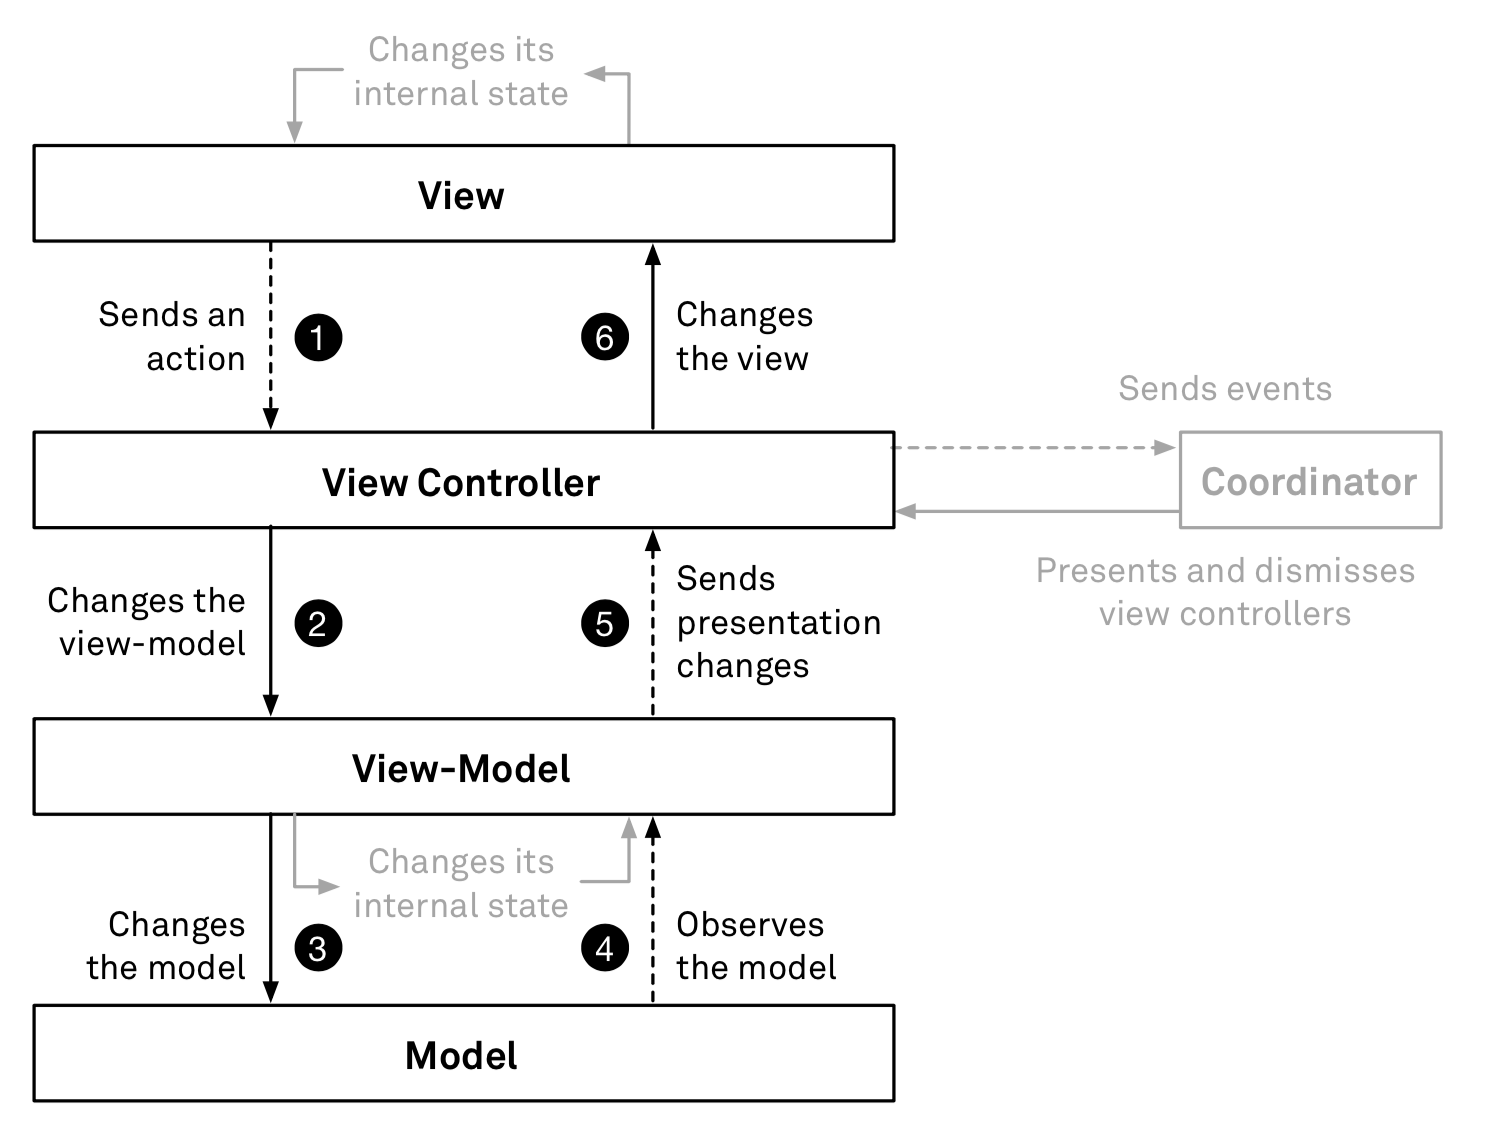 Changes its
internal state
View
Sends an
action
1
6
Changes
the view
Sends events
View Controller
Coordinator
Presents and dismisses
view controllers
Changes the
view-model
2
5
Sends
presentation
changes
View-Model
Changes its
internal state
Changes
the model
3
4
Observes
the model
Model